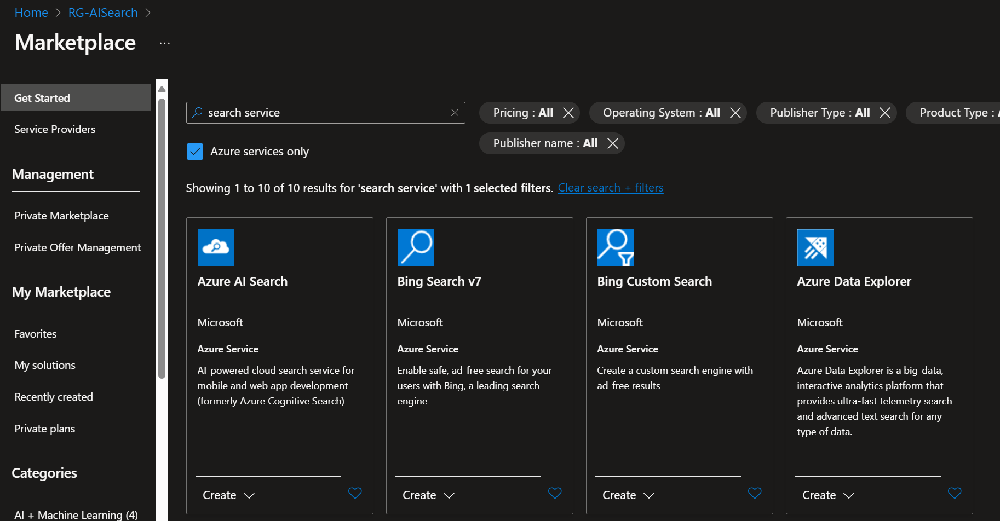 Home > RG-AISearch >
Marketplace ...
Get Started
Service Providers
Management
Private Marketplace
Private Offer Management
My Marketplace
Favorites
My solutions
Recently created
Private plans
Categories
AI + Machine Learning (4)
search service
Pricing : All
Operating System : All
Publisher Type : All
Product Type :
Publisher name : All
Azure services only
Showing 1 to 10 of 10 results for 'search service' with 1 selected filters. Clear search + filters
Azure AI Search
Microsoft
Azure Service
AI-powered cloud search service for
mobile and web app development
(formerly Azure Cognitive Search)
Create
Bing Search v7
Microsoft
Azure Service
Enable safe, ad-free search for your
users with Bing, a leading search
engine
Create
Bing Custom Search
Microsoft
Azure Service
Create a custom search engine with
ad-free results
Create
Azure Data Explorer
Microsoft
Azure Service
Azure Data Explorer is a big-data,
interactive analytics platform that
provides ultra-fast telemetry search
and advanced text search for any
type of data.
Create